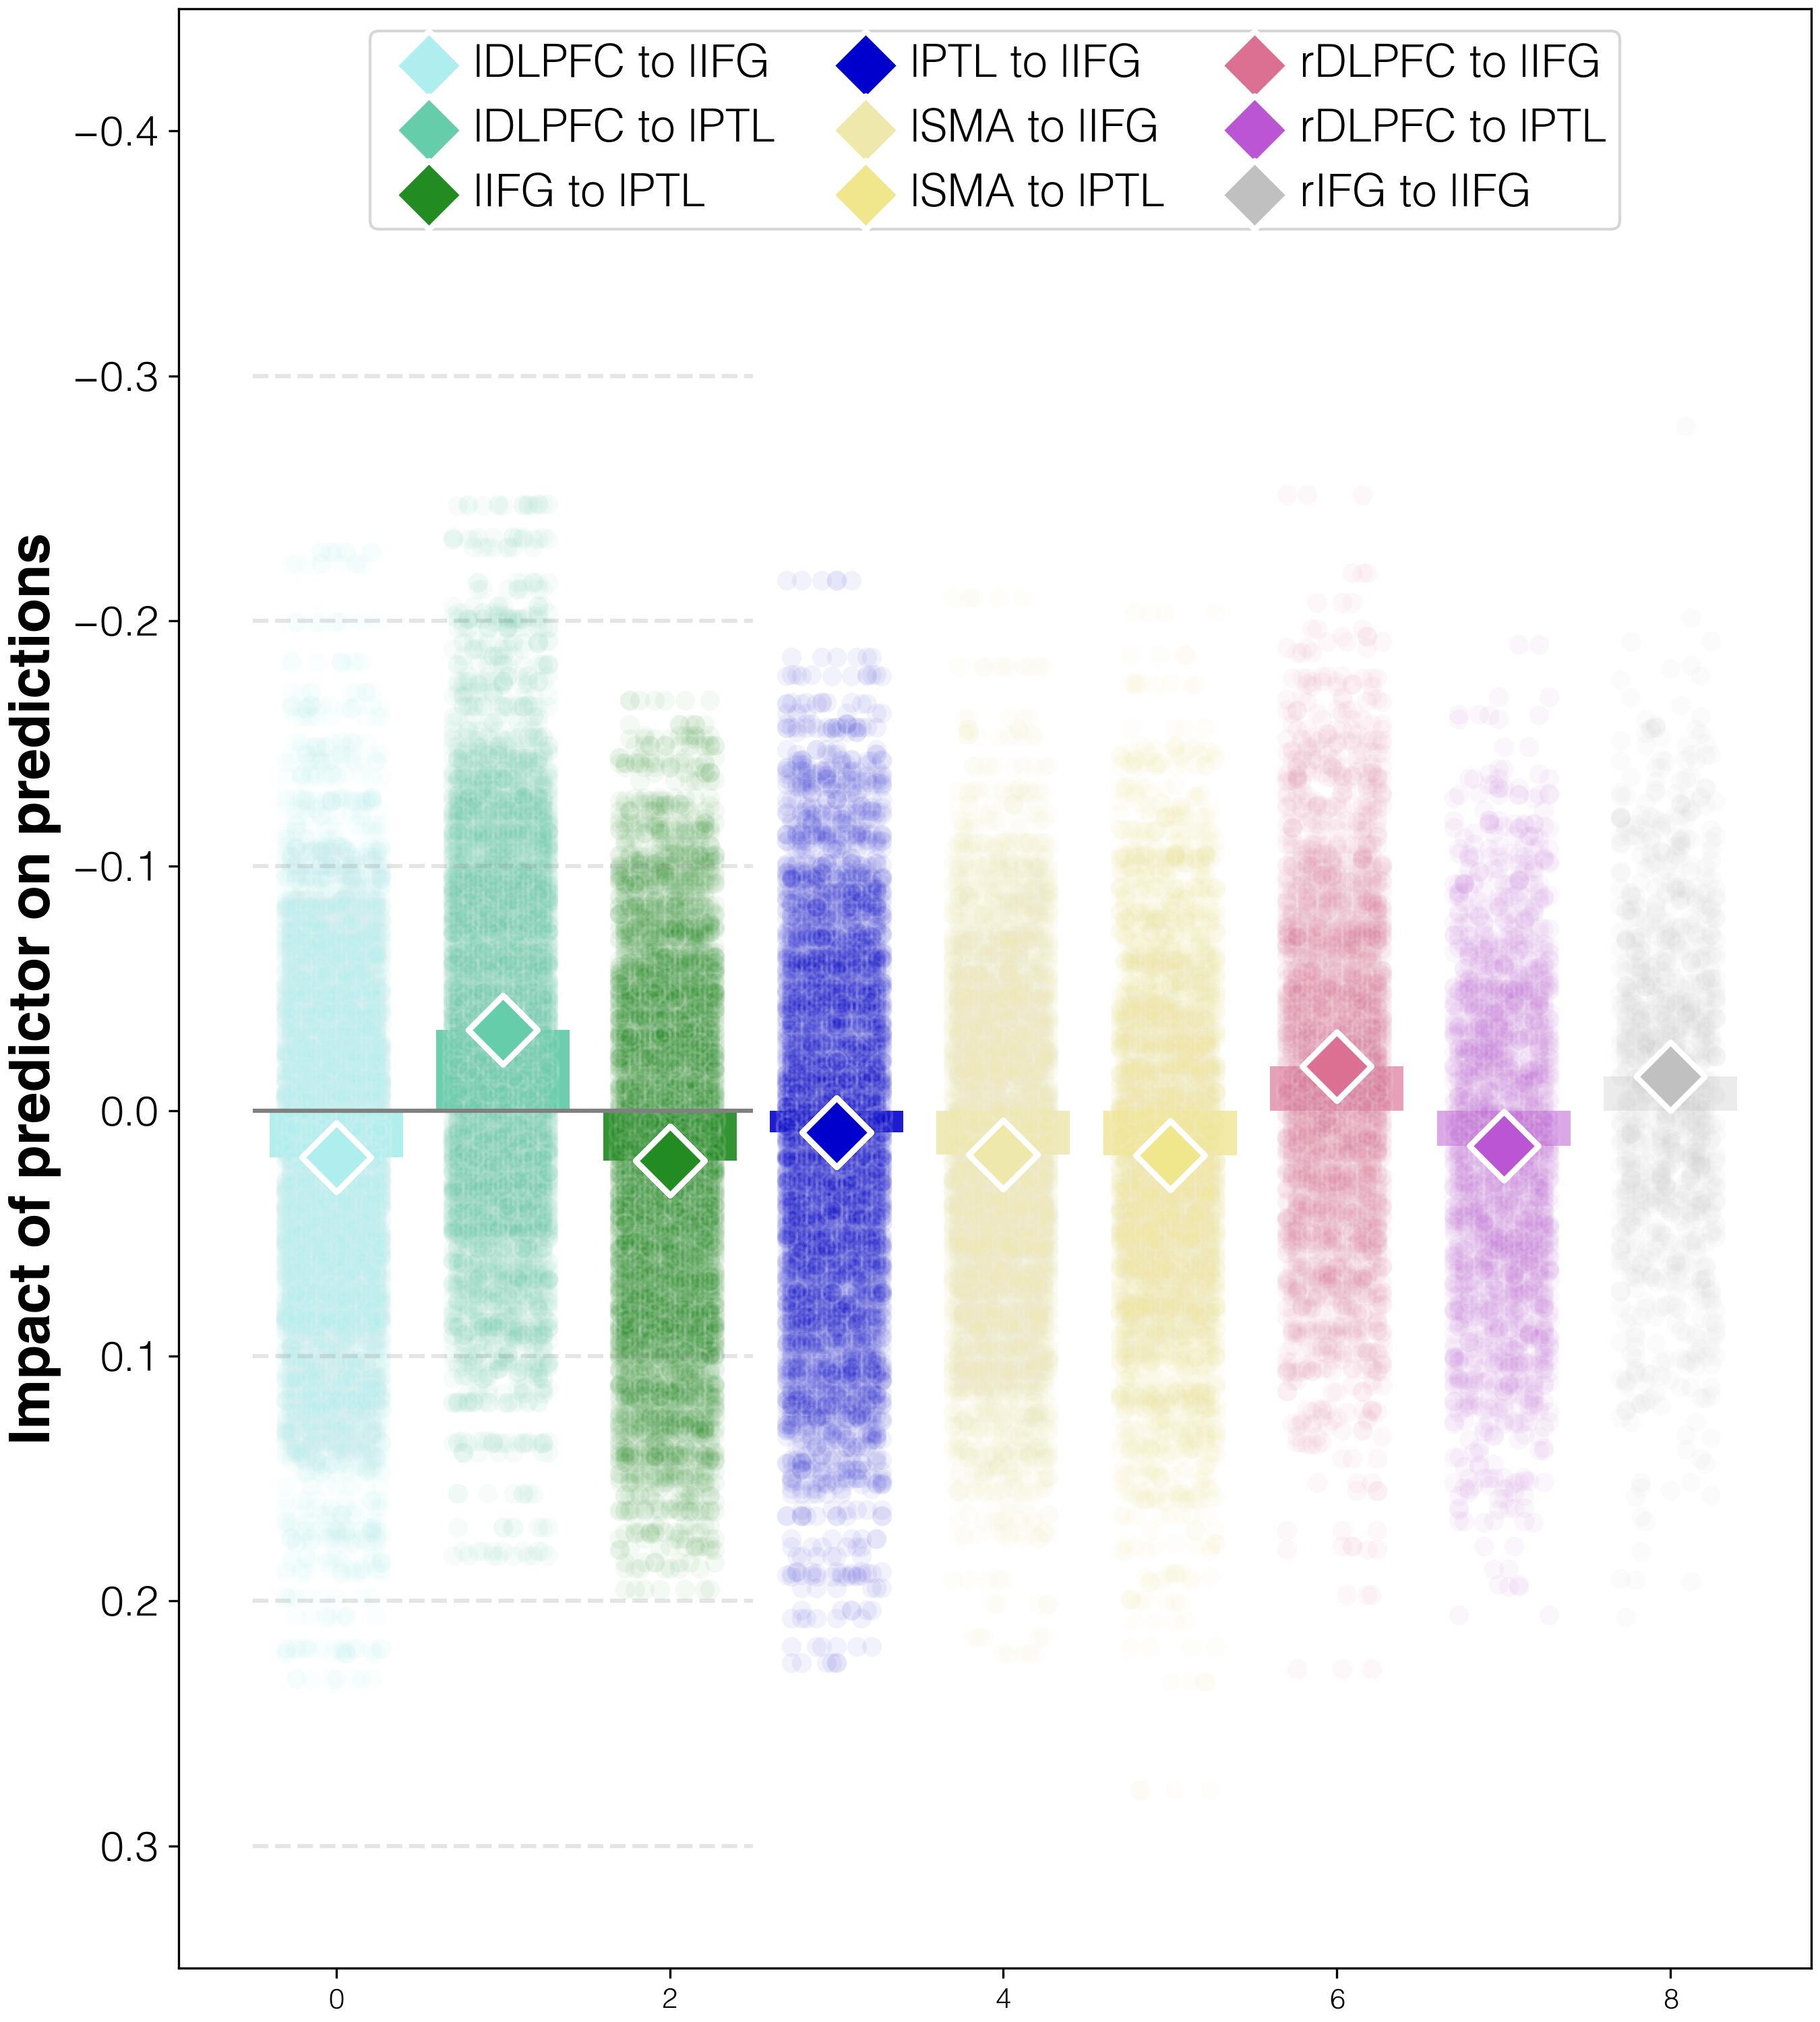 lDLPFC to lIFG
lDLPFC to lPTL
lIFG to lPTL
lPTL to lIFG
lSMA to lIFG
lSMA to lPTL
rDLPFC to lIFG
rDLPFC to lPTL
rIFG to lIFG
Impact of predictor on predictions
−0.4
−0.3
−0.2
−0.1
0.0
0.1
0.2
0.3
0 2 4 6 8